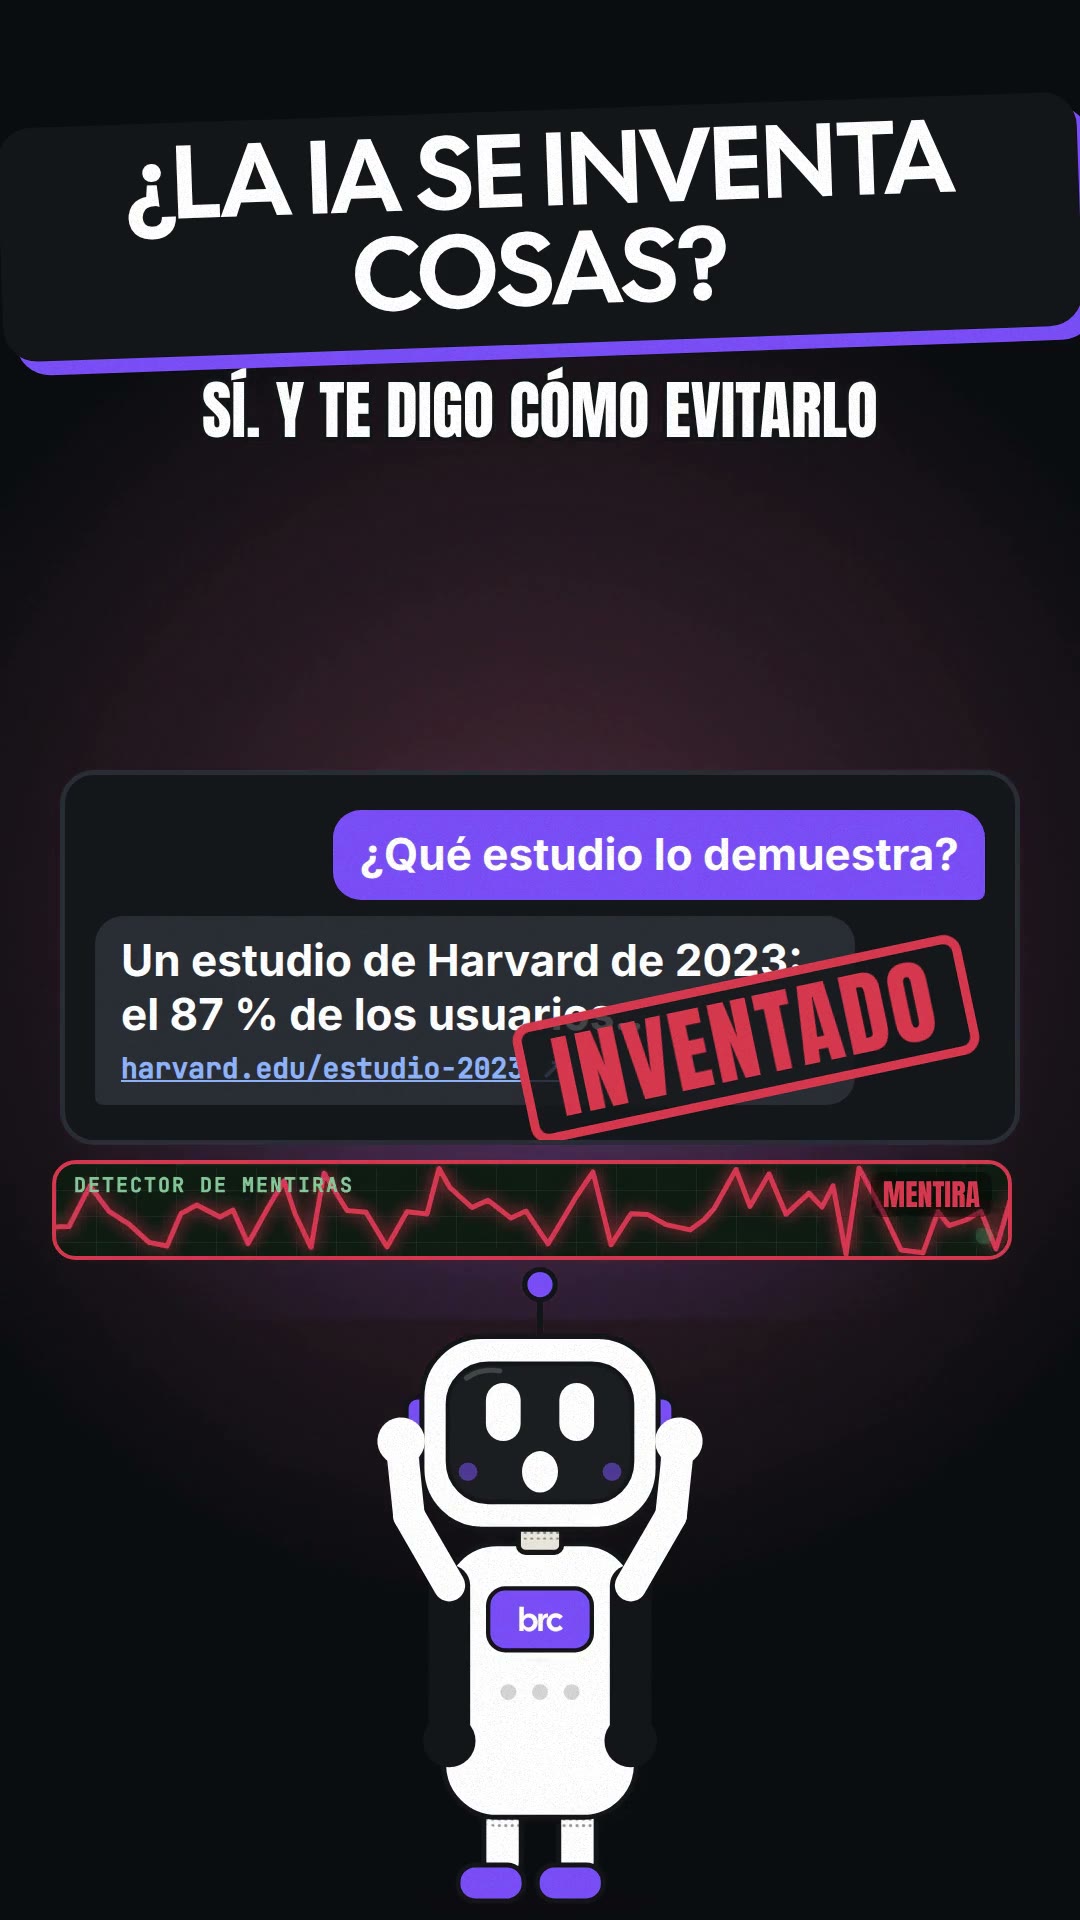 ¿LA IA SE INVENTA
COSAS?
SÍ. Y TE DIGO CÓMO EVITARLO
¿Qué estudio lo demuestra?
Un estudio de Harvard de 2023:
el 87 % de los usuarios...
harvard.edu/estudio-2023
INVENTADO
DETECTOR DE MENTIRAS
MENTIRA
brc